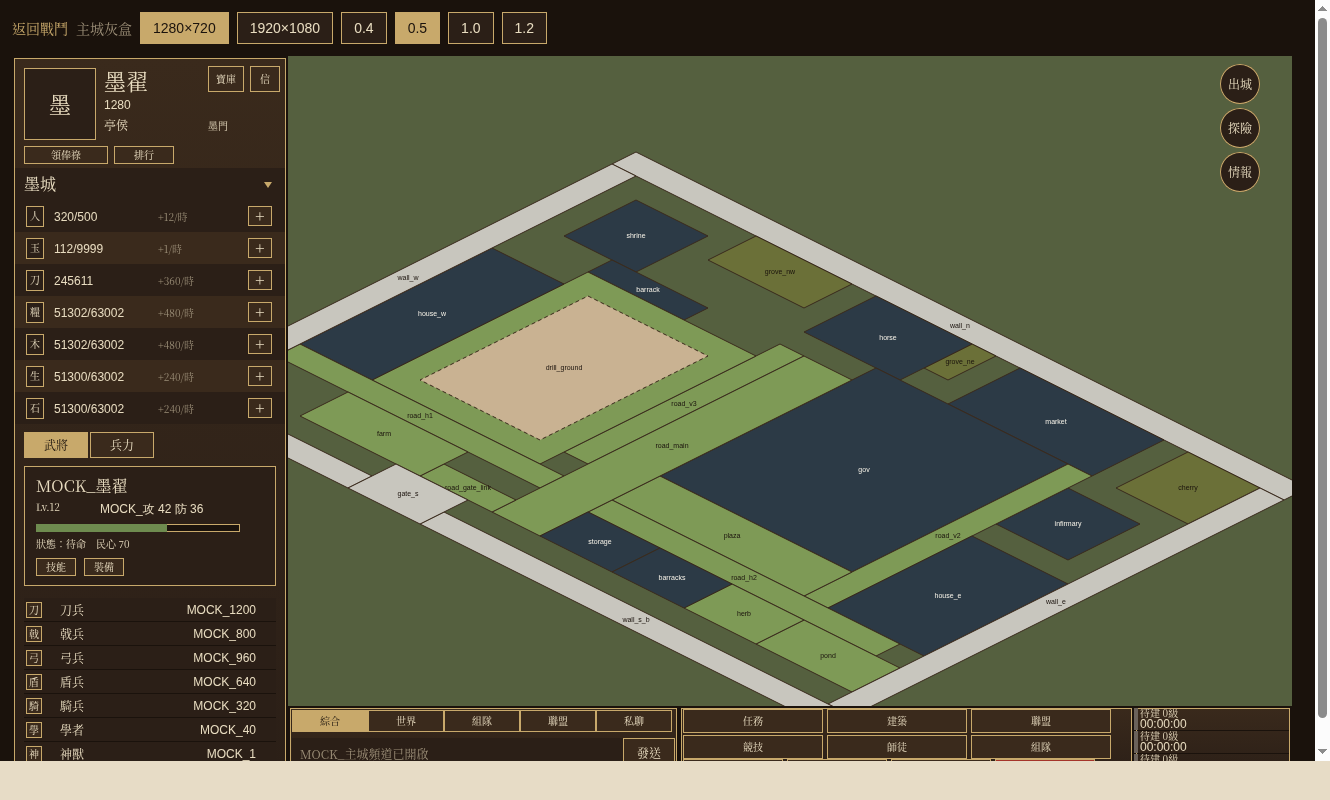 返回戰鬥 主城灰盒 1280×720 1920×1080 0.4 0.5 1.0 1.2
墨
墨翟
寶庫
信
1280
亭侯
墨門
領俸祿
排行
墨城
人 320/500 +12/時 +
玉 112/9999 +1/時 +
刀 245611 +360/時 +
糧 51302/63002 +480/時 +
木 51302/63002 +480/時 +
生 51300/63002 +240/時 +
石 51300/63002 +240/時 +
武將 兵力
MOCK_墨翟
Lv.12 MOCK_攻 42 防 36
狀態：待命 民心 70
技能 裝備
刀 刀兵 MOCK_1200
戟 戟兵 MOCK_800
弓 弓兵 MOCK_960
盾 盾兵 MOCK_640
騎 騎兵 MOCK_320
學 學者 MOCK_40
神 神獸 MOCK_1
出城
探險
情報
shrine
grove_nw
wall_w
barrack
house_w
wall_n
horse
grove_ne
drill_ground
road_v3
road_h1
market
farm
road_main
gov
gate_s
road_gate_link
cherry
infirmary
plaza
road_v2
storage
barracks
road_h2
house_e
wall_e
herb
wall_s_b
pond
綜合 世界 組隊 聯盟 私聊
MOCK_主城頻道已開啟 發送
任務 建築 聯盟
競技 師徒 組隊
待建 0級
00:00:00
待建 0級
00:00:00
待建 0級